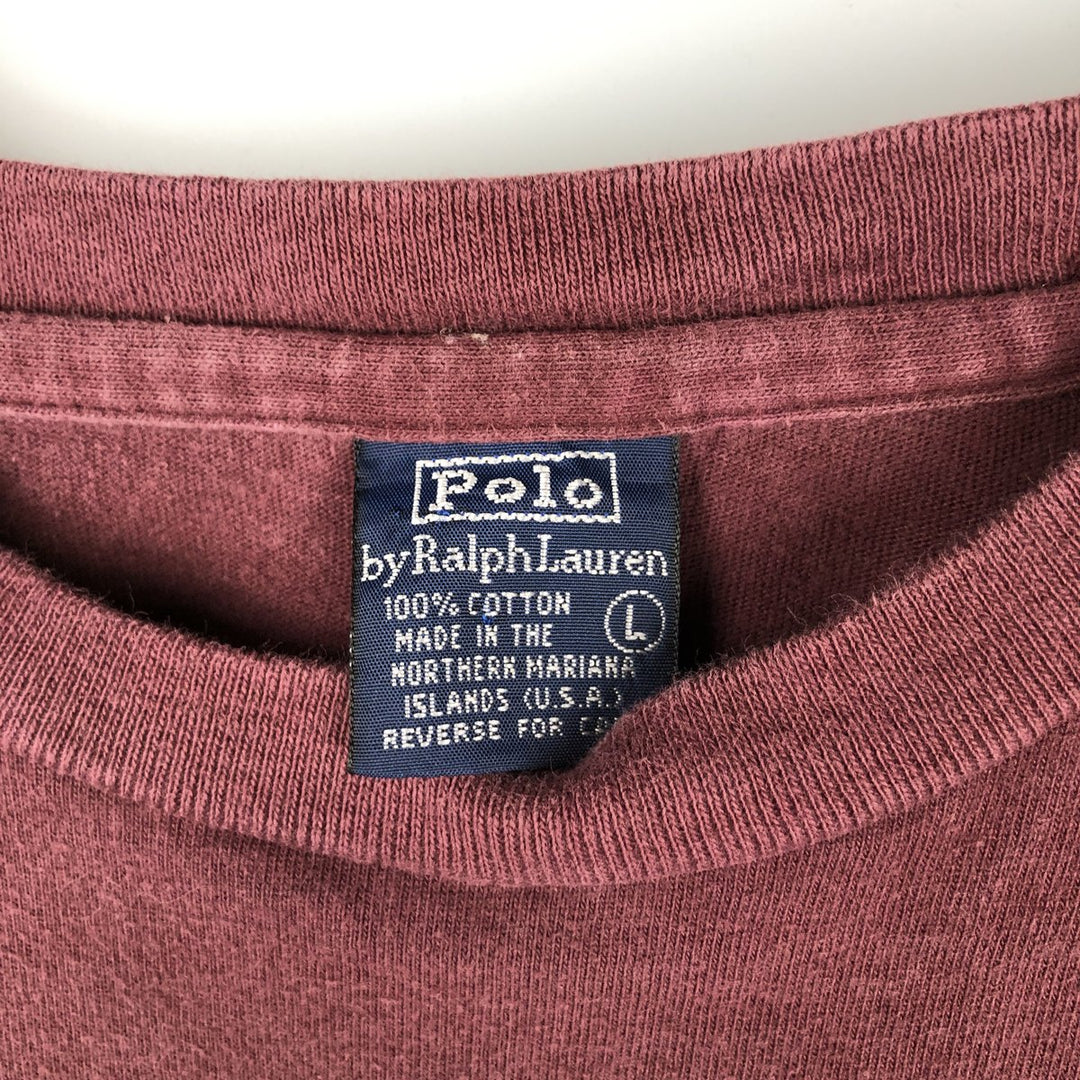 Polo
by Ralph Lauren
100% COTTON
L
MADE IN THE
NORTHERN MARIANA
ISLANDS (U.S.A.)
REVERSE FOR